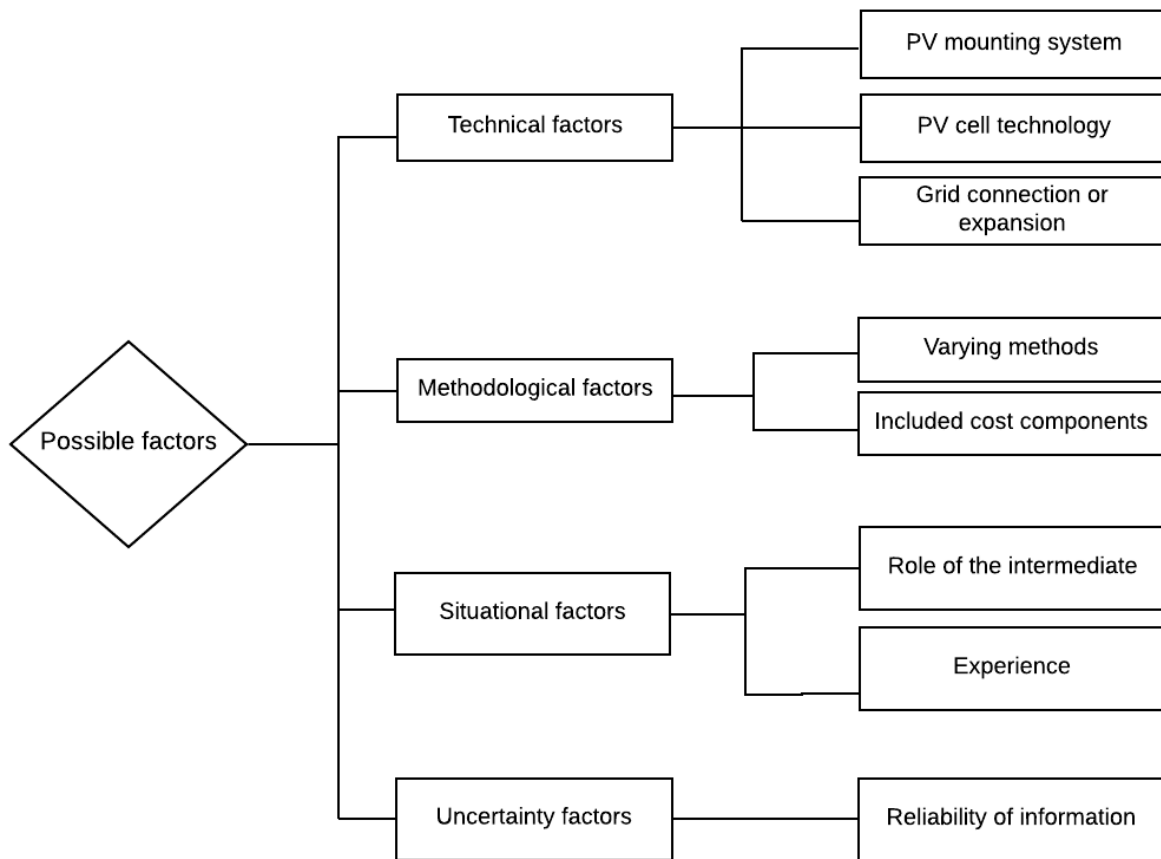 Possible factors
Technical factors
PV mounting system
PV cell technology
Grid connection or
expansion
Methodological factors
Varying methods
Included cost components
Situational factors
Role of the intermediate
Experience
Uncertainty factors
Reliability of information